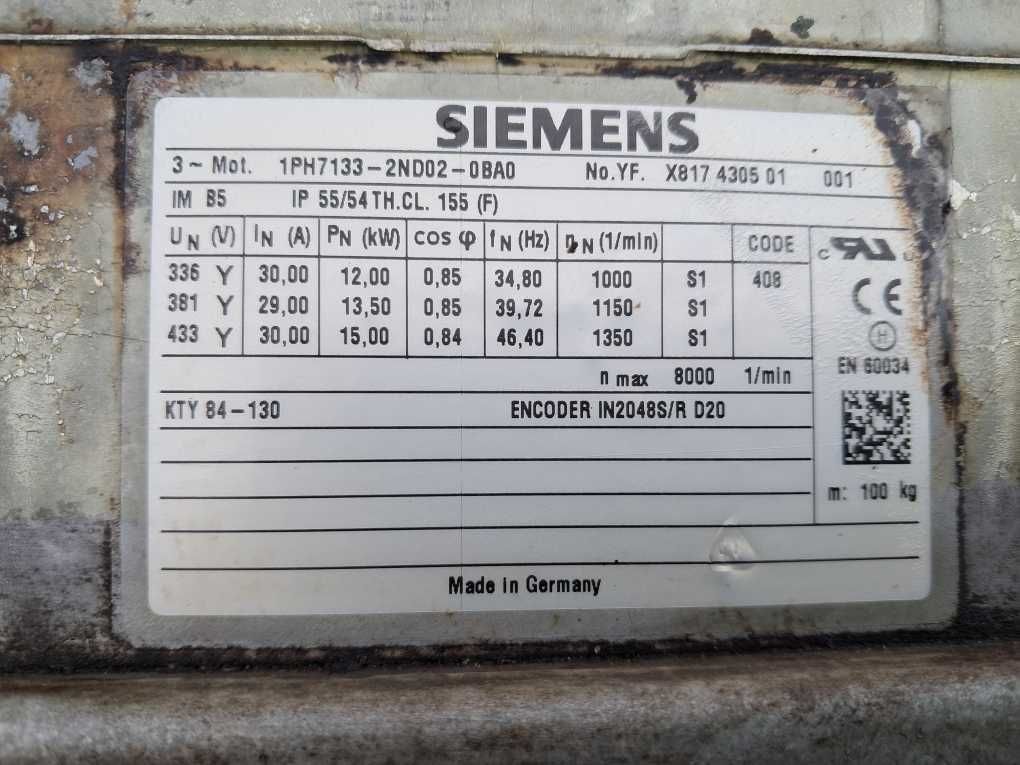 SIEMENS
3~ Mot. 1PH7133-2ND02-0BA0 No.YF. X817 4305 01 001
IM B5 IP 55/54 TH.CL. 155 (F)
UN (V) IN (A) PN (kW) cos φ fN (Hz) nN (1/min) CODE
336 Y 30,00 12,00 0,85 34,80 1000 S1 408
381 Y 29,00 13,50 0,85 39,72 1150 S1
433 Y 30,00 15,00 0,84 46,40 1350 S1
c RU US
CE
H
EN 60034
n max 8000 1/min
KTY 84-130 ENCODER IN2048S/R D20
m: 100 kg
Made in Germany